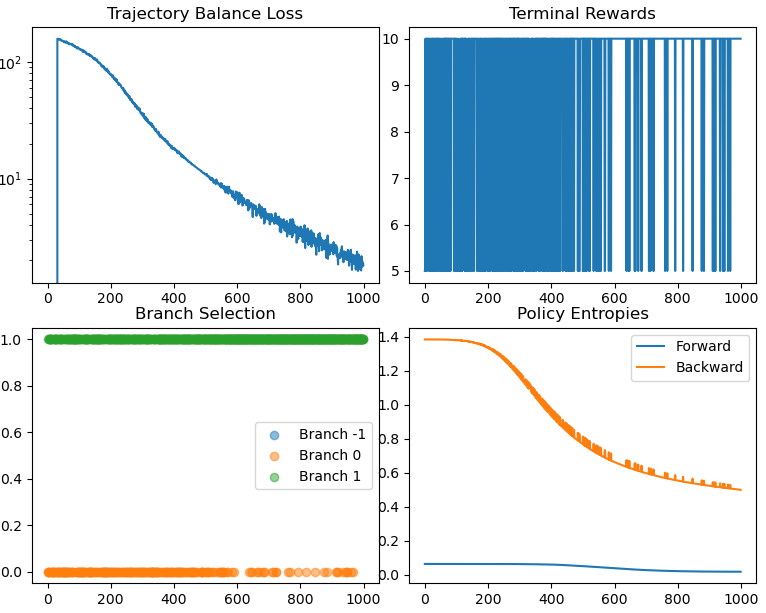 Trajectory Balance Loss
10²
10¹
0 200 400 600 800 1000
Terminal Rewards
10
9
8
7
6
5
0 200 400 600 800 1000
Branch Selection
1.0
0.8
0.6
0.4
0.2
0.0
Branch -1
Branch 0
Branch 1
0 200 400 600 800 1000
Policy Entropies
1.4
1.2
1.0
0.8
0.6
0.4
0.2
0.0
Forward
Backward
0 200 400 600 800 1000